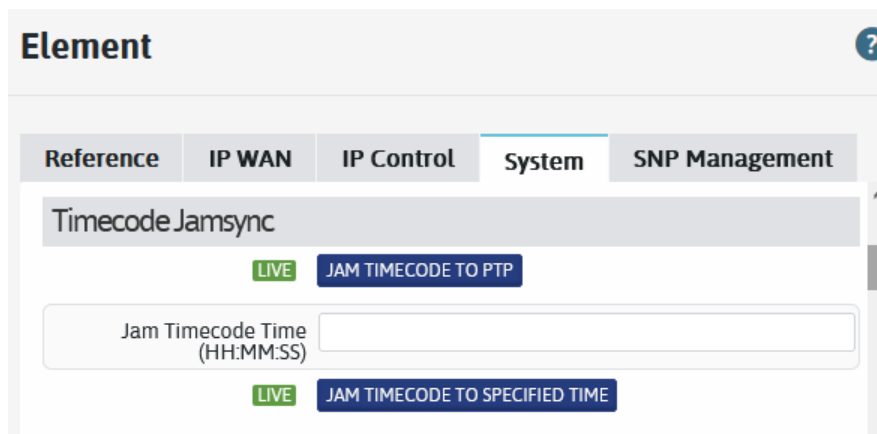 Element
?
Reference IP WAN IP Control System SNP Management
Timecode Jamsync
LIVE JAM TIMECODE TO PTP
Jam Timecode Time
(HH:MM:SS)
LIVE JAM TIMECODE TO SPECIFIED TIME